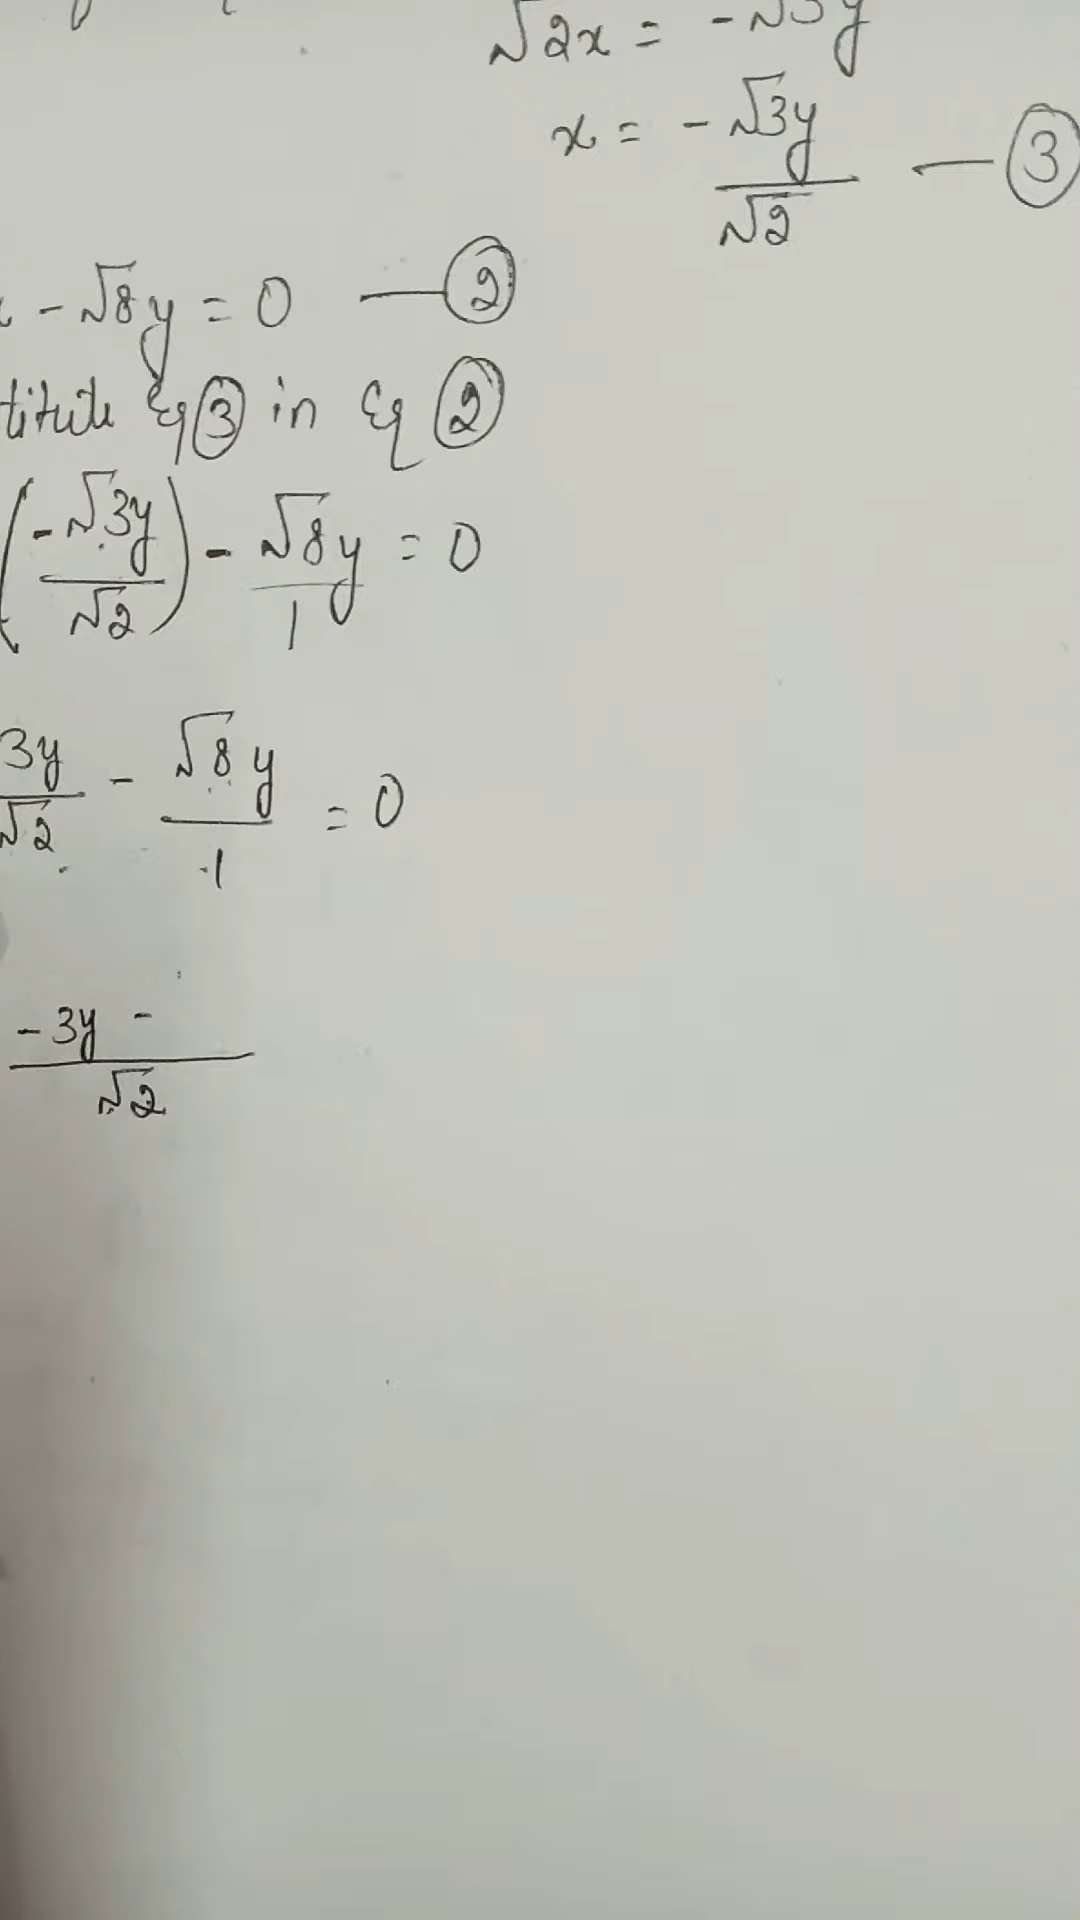 √2x = -√3y
x = -√3y/√2 — ③
- √8y = 0 — ②
titute Eq ③ in Eq ②
(-√3y/√2) - √8y/1 = 0
3y/√2 - √8y/1 = 0
-3y -/√2